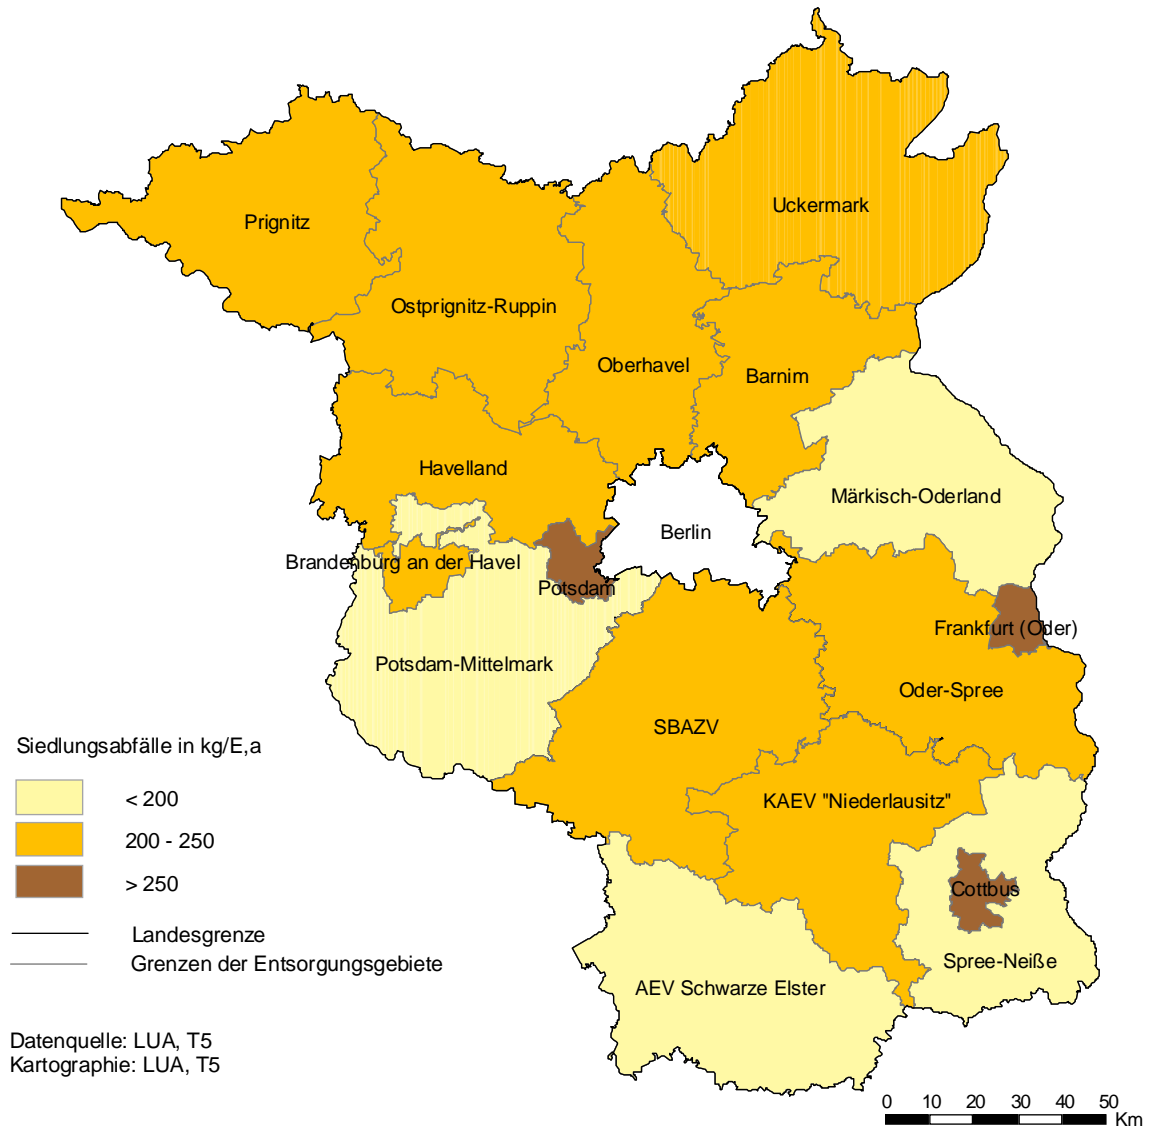 Prignitz
Uckermark
Ostprignitz-Ruppin
Oberhavel
Barnim
Havelland
Märkisch-Oderland
Berlin
Brandenburg an der Havel
Potsdam
Frankfurt (Oder)
Potsdam-Mittelmark
Oder-Spree
SBAZV
KAEV "Niederlausitz"
Cottbus
Spree-Neiße
AEV Schwarze Elster
Siedlungsabfälle in kg/E,a
< 200
200 - 250
> 250
Landesgrenze
Grenzen der Entsorgungsgebiete
Datenquelle: LUA, T5
Kartographie: LUA, T5
0 10 20 30 40 50
Km